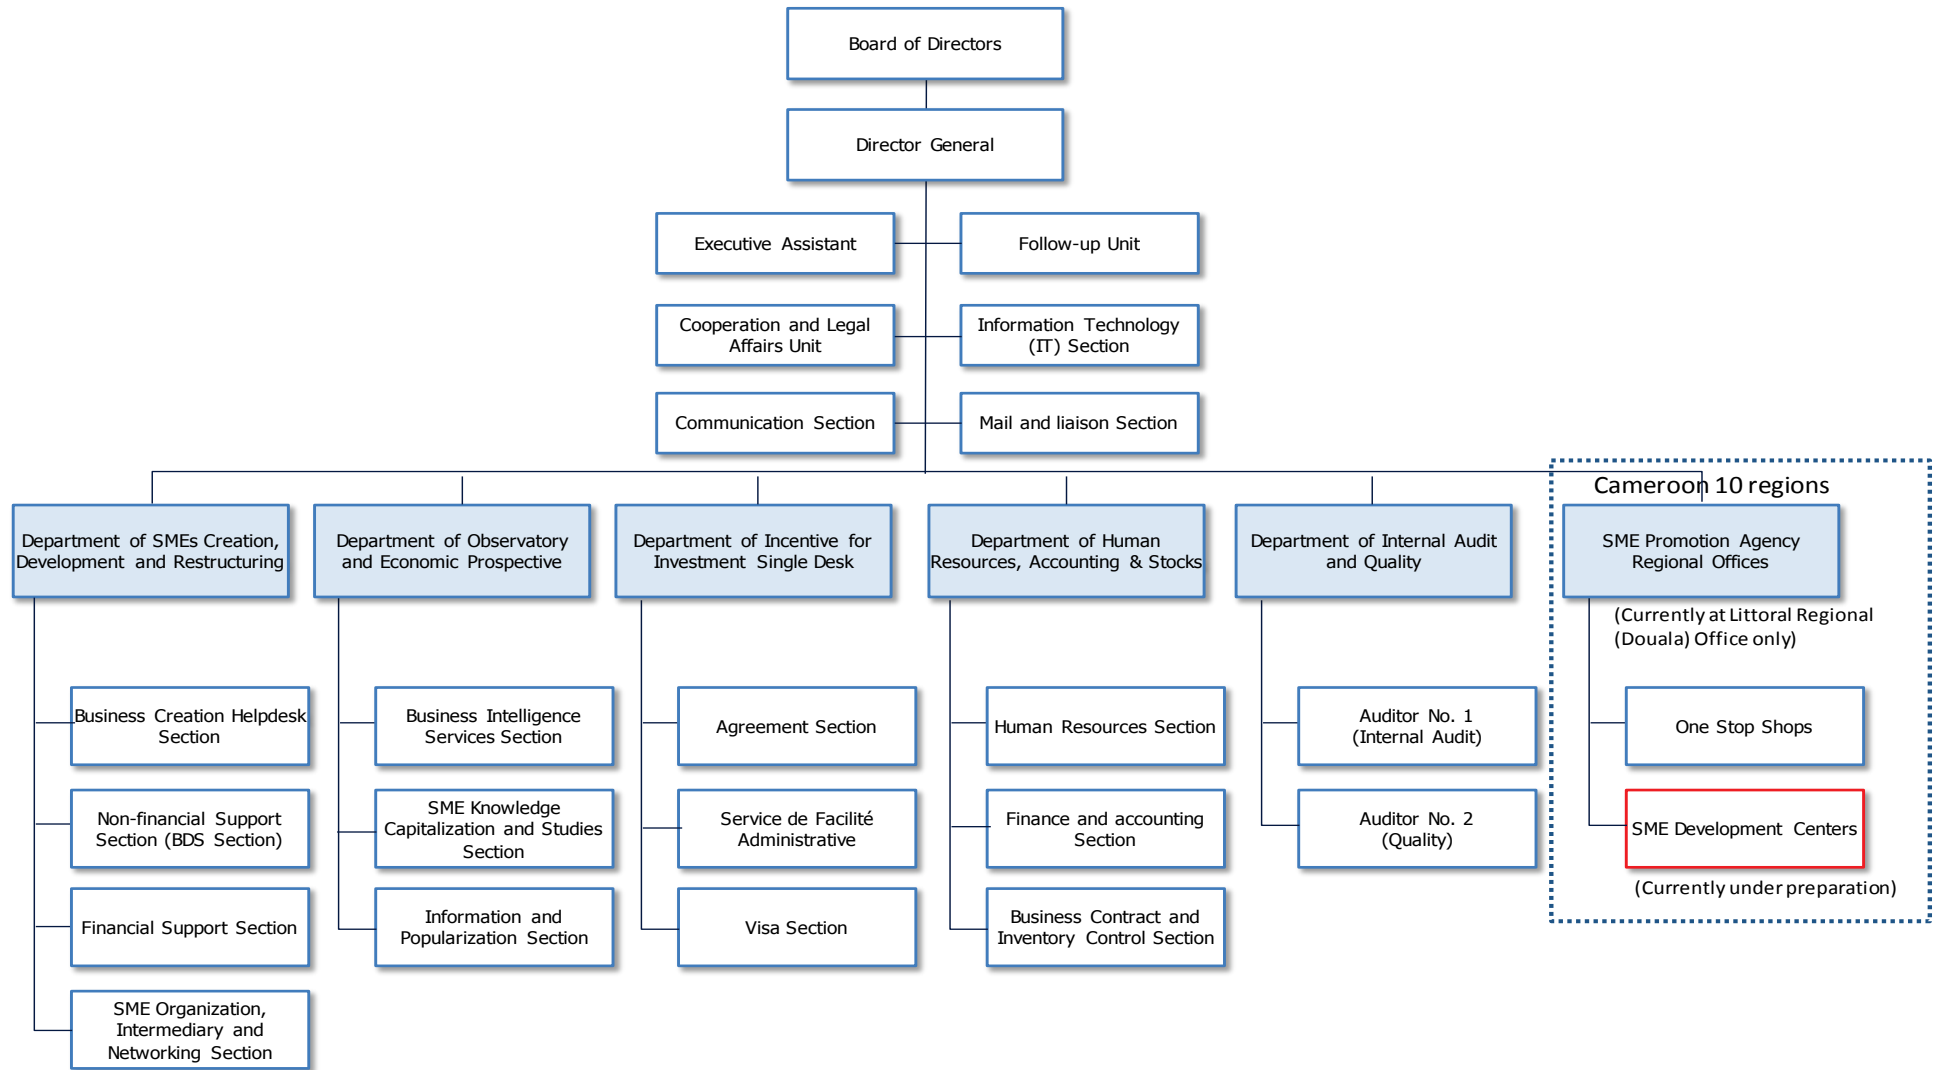 Board of Directors
Director General
Executive Assistant
Follow-up Unit
Cooperation and Legal
Affairs Unit
Information Technology
(IT) Section
Communication Section
Mail and liaison Section
Cameroon 10 regions
Department of SMEs Creation,
Development and Restructuring
Department of Observatory
and Economic Prospective
Department of Incentive for
Investment Single Desk
Department of Human
Resources, Accounting & Stocks
Department of Internal Audit
and Quality
SME Promotion Agency
Regional Offices
(Currently at Littoral Regional
(Douala) Office only)
Business Creation Helpdesk
Section
Non-financial Support
Section (BDS Section)
Financial Support Section
SME Organization,
Intermediary and
Networking Section
Business Intelligence
Services Section
SME Knowledge
Capitalization and Studies
Section
Information and
Popularization Section
Agreement Section
Service de Facilité
Administrative
Visa Section
Human Resources Section
Finance and accounting
Section
Business Contract and
Inventory Control Section
Auditor No. 1
(Internal Audit)
Auditor No. 2
(Quality)
One Stop Shops
SME Development Centers
(Currently under preparation)